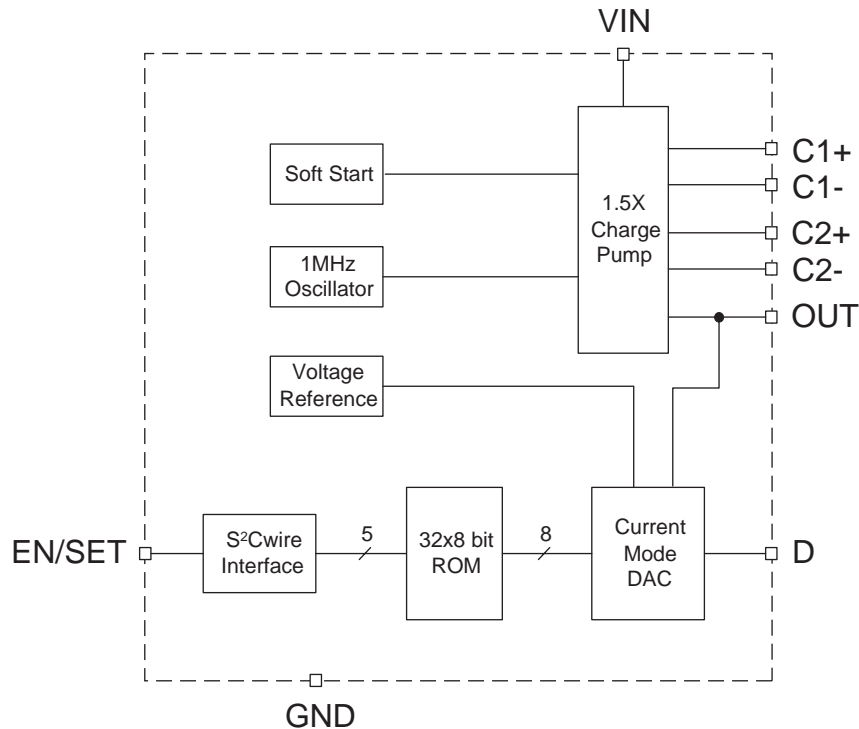 VIN
C1+
Soft Start
C1-
1.5X
Charge
Pump
C2+
1MHz
Oscillator
C2-
OUT
Voltage
Reference
EN/SET
S²Cwire
Interface
5
32x8 bit
ROM
8
Current
Mode
DAC
D
GND